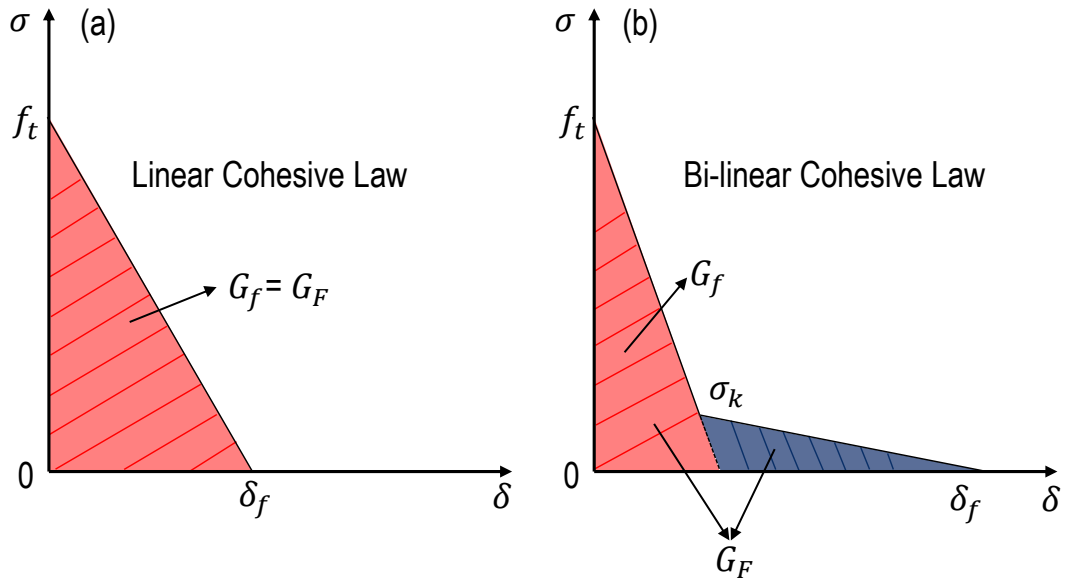 σ (a)
f_t
Linear Cohesive Law
G_f = G_F
0
δ_f
δ
σ (b)
f_t
Bi-linear Cohesive Law
G_f
σ_k
0
δ_f
δ
G_F